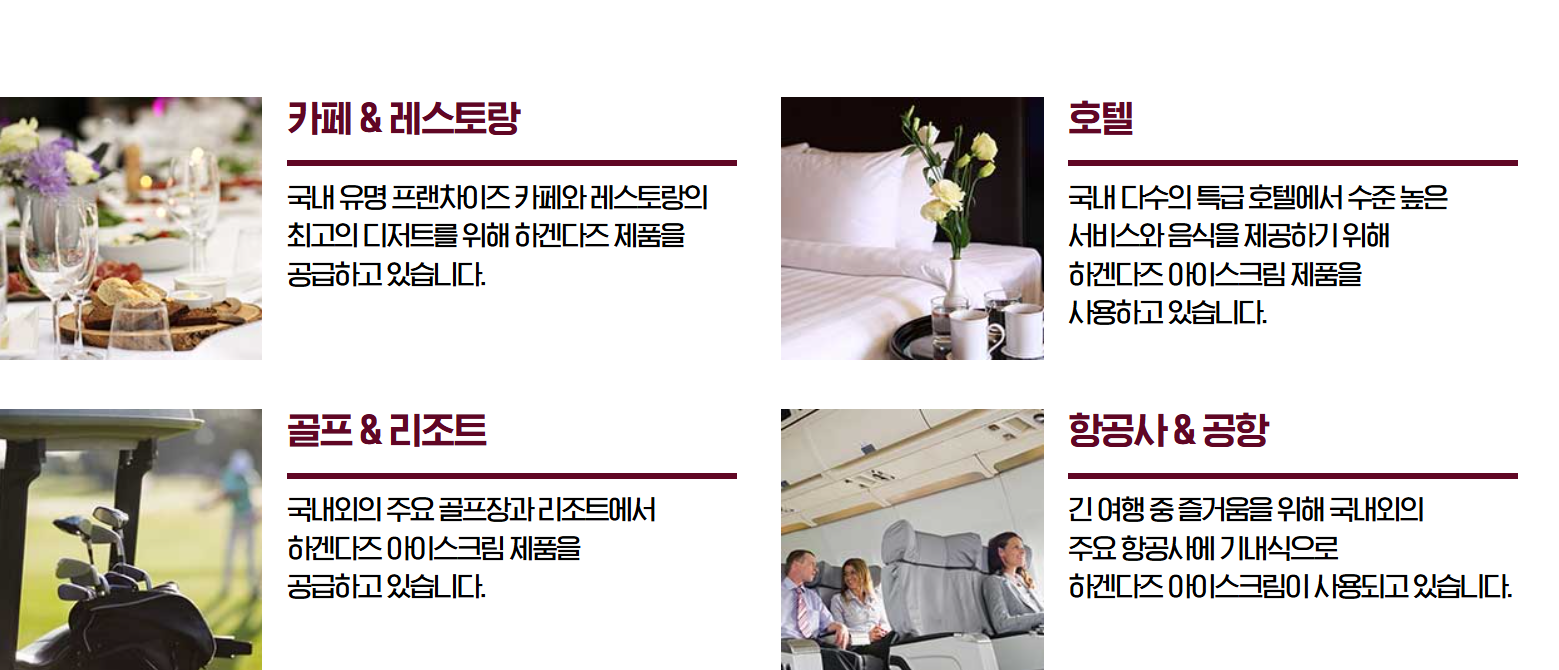 카페 & 레스토랑
국내 유명 프랜차이즈 카페와 레스토랑의
최고의 디저트를 위해 하겐다즈 제품을
공급하고 있습니다.
호텔
국내 다수의 특급 호텔에서 수준 높은
서비스와 음식을 제공하기 위해
하겐다즈 아이스크림 제품을
사용하고 있습니다.
골프 & 리조트
국내외의 주요 골프장과 리조트에서
하겐다즈 아이스크림 제품을
공급하고 있습니다.
항공사 & 공항
긴 여행 중 즐거움을 위해 국내외의
주요 항공사에 기내식으로
하겐다즈 아이스크림이 사용되고 있습니다.